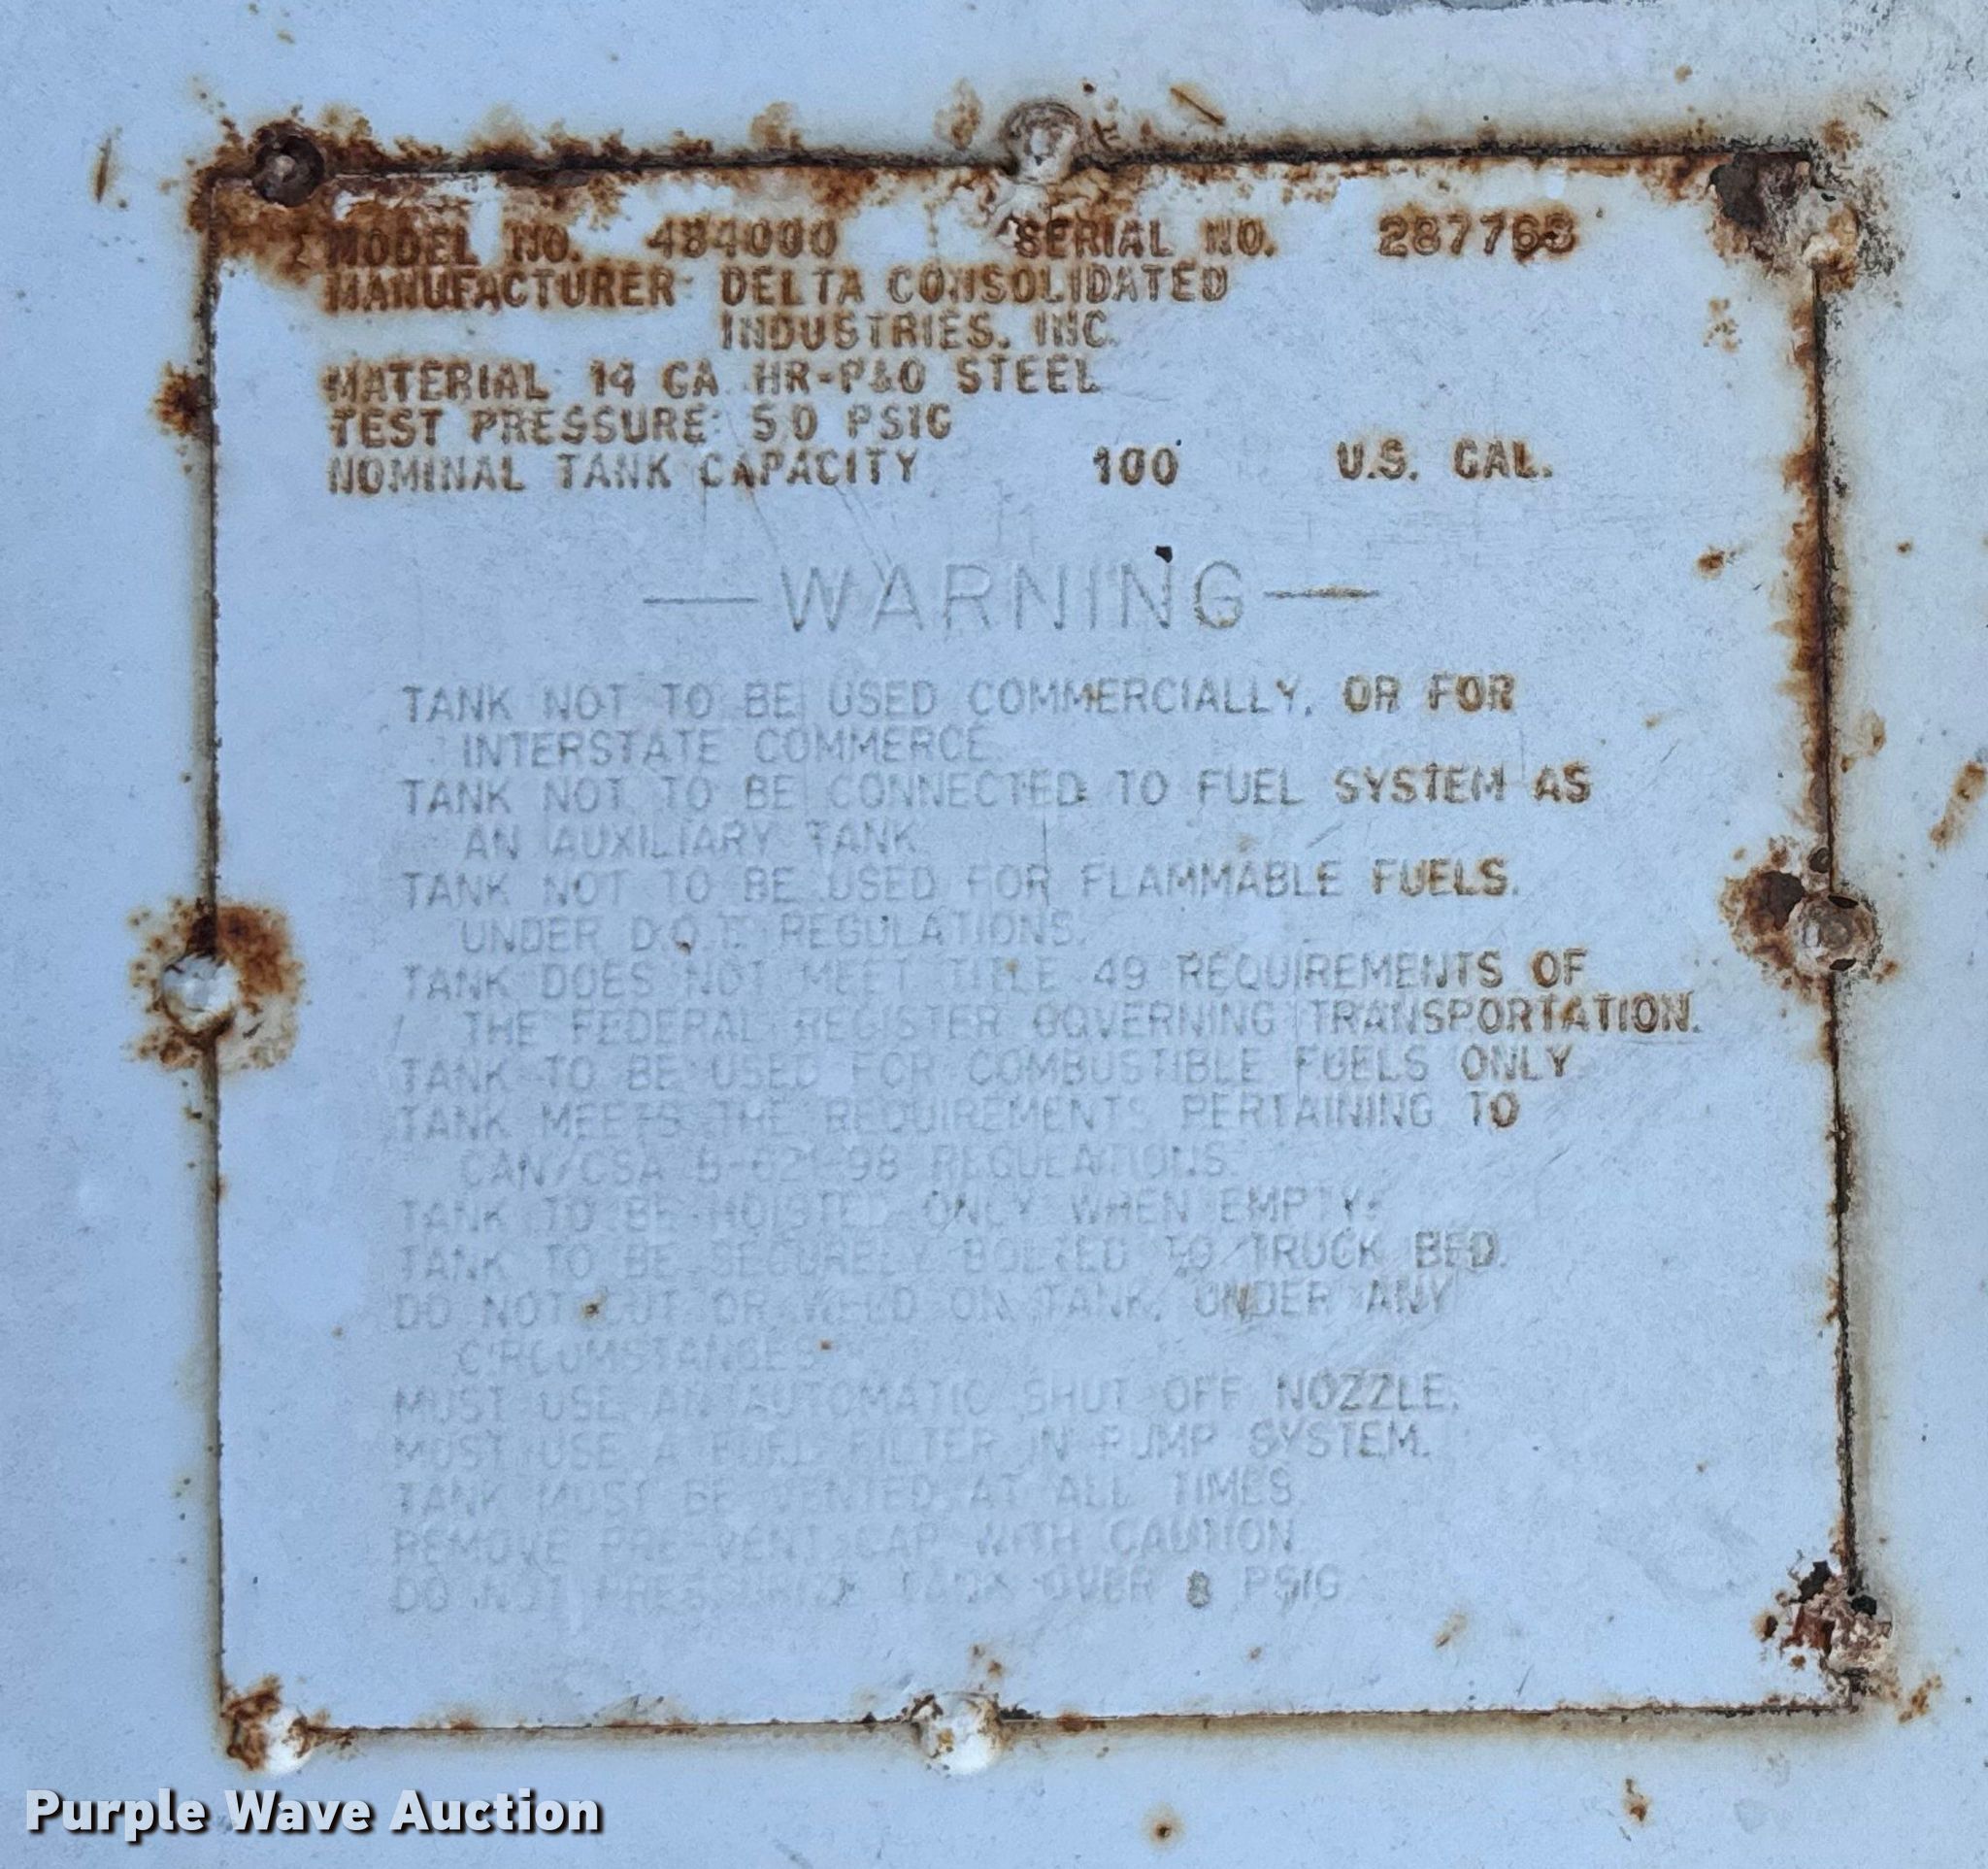 MODEL NO. 484000 SERIAL NO.
MANUFACTURER: DELTA CONSOLIDATED
INDUSTRIES, INC.
MATERIAL: 14 GA HR-P&O STEEL
TEST PRESSURE: 5.0 PSIG
NOMINAL TANK CAPACITY 100 U.S. GAL.
—WARNING—
TANK NOT TO BE USED COMMERCIALLY, OR FOR
INTERSTATE COMMERCE.
TANK NOT TO BE CONNECTED TO FUEL SYSTEM AS
AN AUXILIARY TANK.
TANK NOT TO BE USED FOR FLAMMABLE FUELS.
UNDER D.O.T. REGULATIONS.
TANK DOES NOT MEET TITLE 49 REQUIREMENTS OF
THE FEDERAL REGISTER GOVERNING TRANSPORTATION.
TANK TO BE USED FOR COMBUSTIBLE FUELS ONLY.
TANK MEETS THE REQUIREMENTS PERTAINING TO
CAN/CSA B-621-98 REGULATIONS.
TANK TO BE HOISTED ONLY WHEN EMPTY.
TANK TO BE SECURELY BOLTED TO TRUCK BED.
DO NOT CUT OR WELD ON TANK, UNDER ANY
CIRCUMSTANCES.
MUST USE AN AUTOMATIC SHUT OFF NOZZLE.
MUST USE A FUEL FILTER IN PUMP SYSTEM.
TANK MUST BE VENTED AT ALL TIMES.
REMOVE PRE-VENT CAP WITH CAUTION.
DO NOT PRESSURIZE TANK OVER 8 PSIG.
Purple Wave Auction